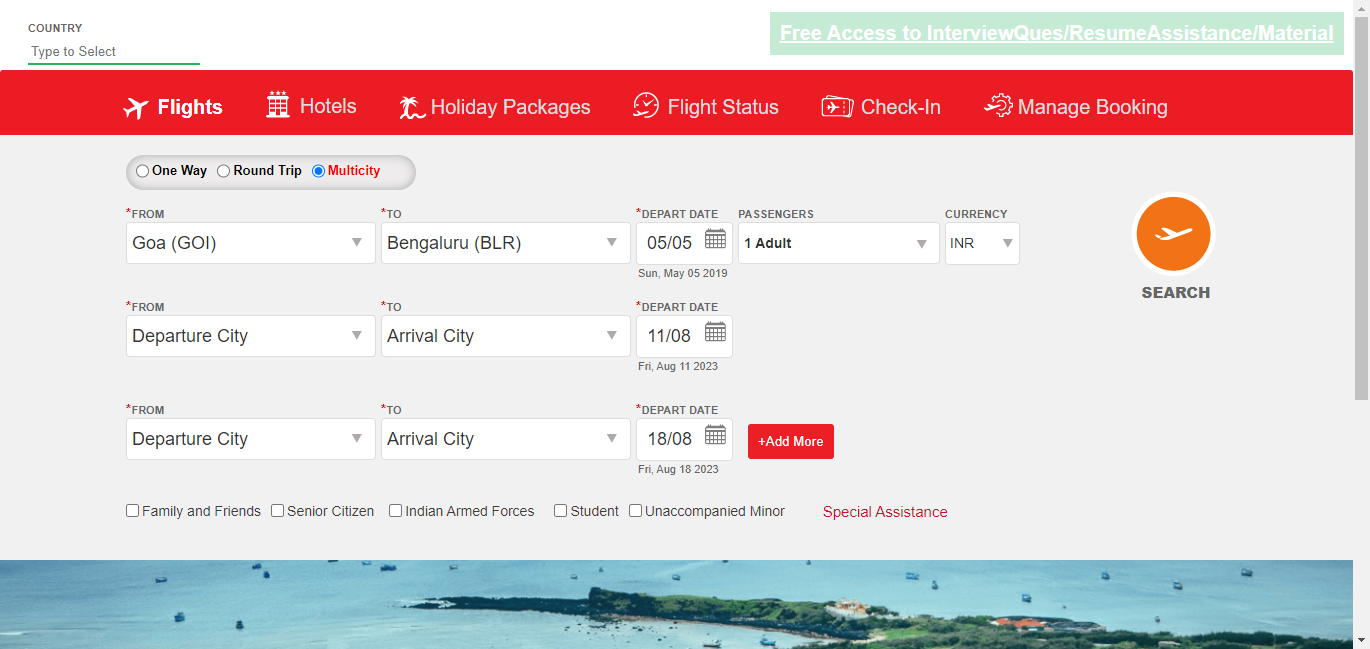 COUNTRY
Type to Select
Free Access to InterviewQues/ResumeAssistance/Material
Flights Hotels Holiday Packages Flight Status Check-In Manage Booking
One Way Round Trip Multicity
*FROM *TO *DEPART DATE PASSENGERS CURRENCY
Goa (GOI) Bengaluru (BLR) 05/05 1 Adult INR
Sun, May 05 2019
SEARCH
*FROM *TO *DEPART DATE
Departure City Arrival City 11/08
Fri, Aug 11 2023
*FROM *TO *DEPART DATE
Departure City Arrival City 18/08 +Add More
Fri, Aug 18 2023
Family and Friends Senior Citizen Indian Armed Forces Student Unaccompanied Minor Special Assistance